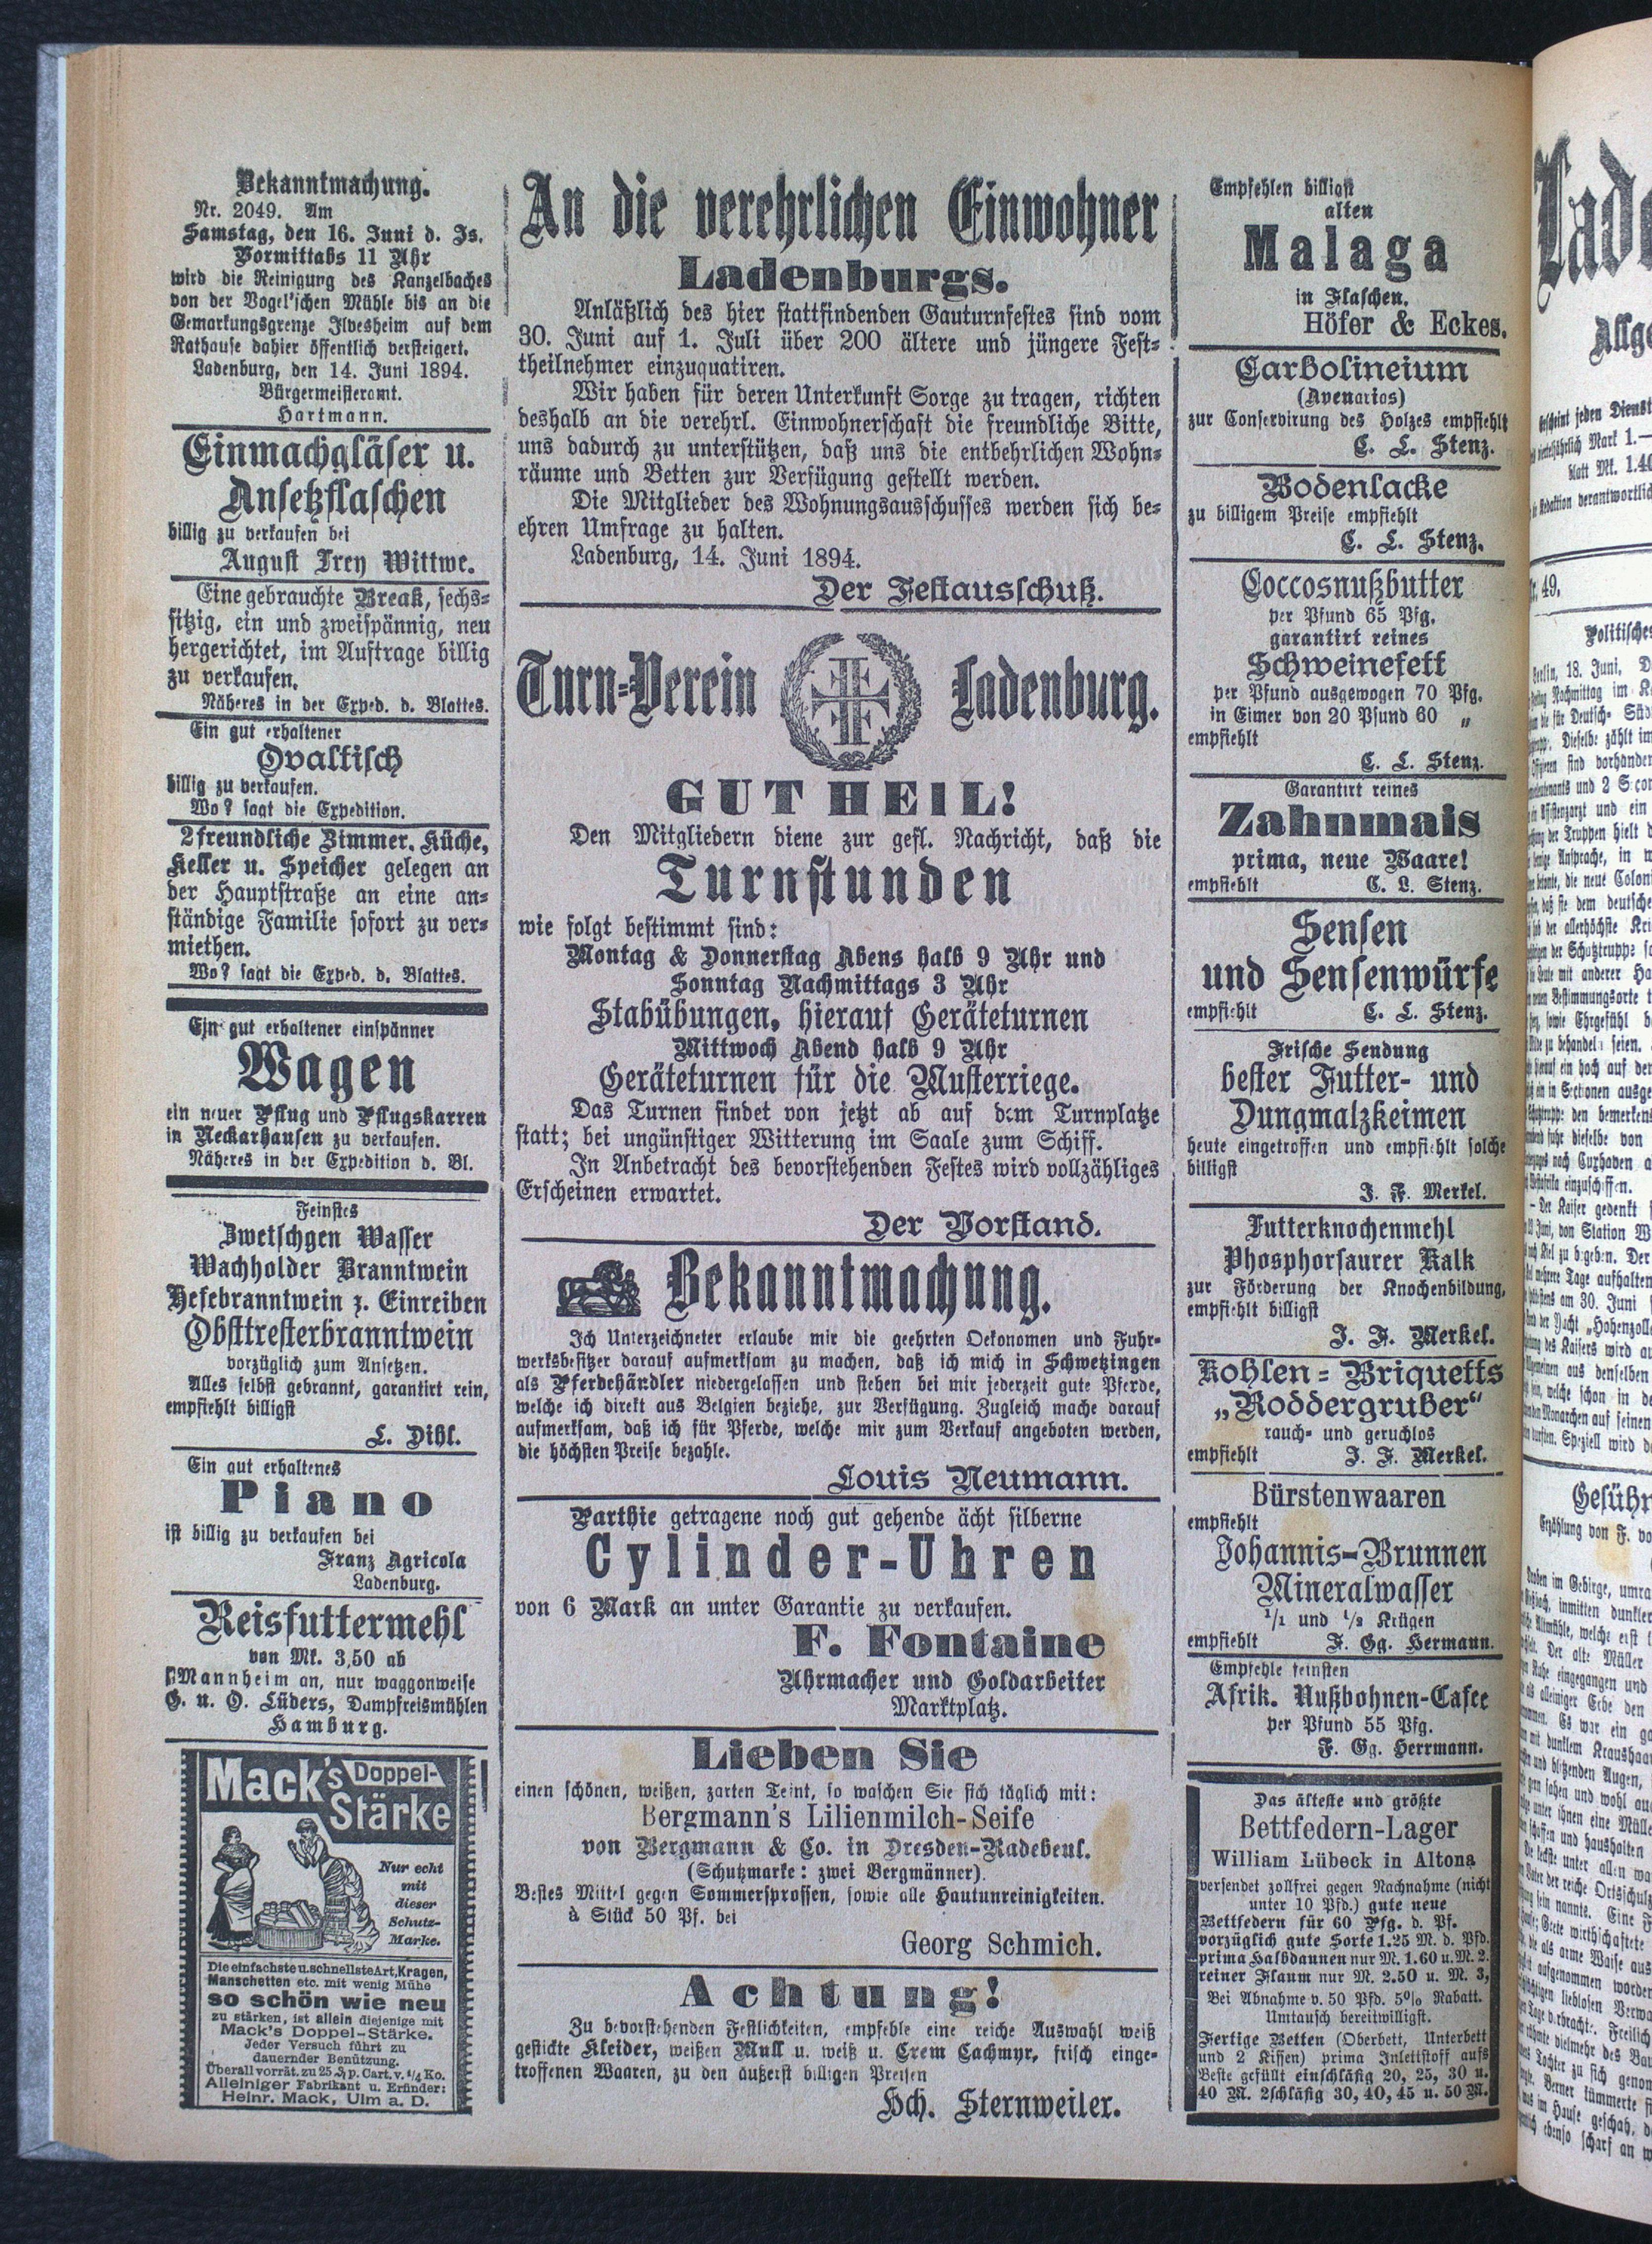 Bekanntmachung.
Nr. 2049. Am
Samstag, den 16. Juni d. Js.
Vormittabs 11 Uhr
wird die Reinigung des Kanzelbaches
von der Vogel'schen Mühle bis an die
Gemarkungsgrenze Ilvesheim auf dem
Rathause dahier öffentlich versteigert.
Ladenburg, den 14. Juni 1894.
Bürgermeisteramt.
Hartmann.
Einmachgläser u.
Ansetzflaschen
billig zu verkaufen bei
August Frey Wittwe.
Eine gebrauchte Break, sechs-
sitzig, ein und zweispännig, neu
hergerichtet, im Auftrage billig
zu verkaufen.
Näheres in der Exped. d. Blattes.
Ein gut erhaltener
Ovaltisch
billig zu verkaufen.
Wo? sagt die Expedition.
2 freundliche Zimmer, Küche,
Keller u. Speicher gelegen an
der Hauptstraße an eine an-
ständige Familie sofort zu ver-
miethen.
Wo? sagt die Exped. d. Blattes.
Ein gut erhaltener einspänner
Wagen
ein neuer Pflug und Pflugskarren
in Neckarhausen zu verkaufen.
Näheres in der Expedition d. Bl.
Feinstes
Zwetschgen Wasser
Wachholder Branntwein
Hefebranntwein z. Einreiben
Obsttresterbranntwein
vorzüglich zum Ansetzen.
Alles selbst gebrannt, garantirt rein,
empfiehlt billigst
L. Dihl.
Ein gut erhaltenes
Piano
ist billig zu verkaufen bei
Franz Agricola
Ladenburg.
Reisfuttermehl
von Mk. 3,50 ab
Mannheim an, nur waggonweise
G. u. O. Lüders, Dampfreismühlen
Hamburg.
Mack's Doppel-
Stärke
Nur echt
mit
dieser
Schutz-
Marke.
Die einfachste u. schnellste Art, Kragen,
Manschetten etc. mit wenig Mühe
so schön wie neu
zu stärken, ist allein diejenige mit
Mack's Doppel-Stärke.
Jeder Versuch führt zu
dauernder Benützung.
Überall vorrät. zu 25 ₰ p. Cart. v. 1/4 Ko.
Alleiniger Fabrikant u. Erfinder:
Heinr. Mack, Ulm a. D.
An die verehrlichen Einwohner
Ladenburgs.
Anläßlich des hier stattfindenden Gauturnfestes sind vom
30. Juni auf 1. Juli über 200 ältere und jüngere Fest-
theilnehmer einzuquatiren.
Wir haben für deren Unterkunft Sorge zu tragen, richten
deshalb an die verehrl. Einwohnerschaft die freundliche Bitte,
uns dadurch zu unterstützen, daß uns die entbehrlichen Wohn-
räume und Betten zur Verfügung gestellt werden.
Die Mitglieder des Wohnungsausschusses werden sich be-
ehren Umfrage zu halten.
Ladenburg, 14. Juni 1894.
Der Festausschuß.
Turn-Verein Ladenburg.
GUT HEIL!
Den Mitgliedern diene zur gefl. Nachricht, daß die
Turnstunden
wie folgt bestimmt sind:
Montag & Donnerstag Abens halb 9 Uhr und
Sonntag Nachmittags 3 Uhr
Stabübungen, hierauf Geräteturnen
Mittwoch Abend halb 9 Uhr
Geräteturnen für die Musterriege.
Das Turnen findet von jetzt ab auf dem Turnplatze
statt; bei ungünstiger Witterung im Saale zum Schiff.
In Anbetracht des bevorstehenden Festes wird vollzähliges
Erscheinen erwartet.
Der Vorstand.
Bekanntmachung.
Ich Unterzeichneter erlaube mir die geehrten Oekonomen und Fuhr-
werksbesitzer darauf aufmerksam zu machen, daß ich mich in Schwetzingen
als Pferdehändler niedergelassen und stehen bei mir jederzeit gute Pferde,
welche ich direkt aus Belgien beziehe, zur Verfügung. Zugleich mache darauf
aufmerksam, daß ich für Pferde, welche mir zum Verkauf angeboten werden,
die höchsten Preise bezahle.
Louis Neumann.
Parthie getragene noch gut gehende ächt silberne
Cylinder-Uhren
von 6 Mark an unter Garantie zu verkaufen.
F. Fontaine
Uhrmacher und Goldarbeiter
Marktplatz.
Lieben Sie
einen schönen, weißen, zarten Teint, so waschen Sie sich täglich mit:
Bergmann's Lilienmilch-Seife
von Bergmann & Co. in Dresden-Radebeul.
(Schutzmarke: zwei Bergmänner).
Bestes Mittel gegen Sommersprossen, sowie alle Hautunreinigkeiten.
à Stück 50 Pf. bei
Georg Schmich.
Achtung!
Zu bevorstehenden Festlichkeiten, empfehle eine reiche Auswahl weiß
gestickte Kleider, weißen Mull u. weiß u. Crem Cachmyr, frisch einge-
troffenen Waaren, zu den äußerst billigen Preisen
Hch. Sternweiler.
Empfehlen billigst
alten
Malaga
in Flaschen.
Höfer & Eckes.
Carbolineium
(Avenarios)
zur Conservirung des Holzes empfiehlt
C. L. Stenz.
Bodenlacke
zu billigem Preise empfiehlt
C. L. Stenz.
Coccosnußbutter
per Pfund 65 Pfg.
garantirt reines
Schweinefett
per Pfund ausgewogen 70 Pfg.
in Eimer von 20 Pfund 60 „
empfiehlt
C. L. Stenz.
Garantirt reines
Zahnmais
prima, neue Waare!
empfiehlt C. L. Stenz.
Sensen
und Sensenwürfe
empfiehlt C. L. Stenz.
Frische Sendung
bester Futter- und
Dungmalzkeimen
heute eingetroffen und empfiehlt solche
billigst
J. F. Merkel.
Futterknochenmehl
Phosphorsaurer Kalk
zur Förderung der Knochenbildung,
empfiehlt billigst
J. F. Merkel.
Kohlen-Briquetts
„Roddergruber"
rauch- und geruchlos
empfiehlt J. F. Merkel.
Bürstenwaaren
empfiehlt
Johannis-Brunnen
Mineralwasser
1/1 und 1/2 Krügen
empfiehlt F. Gg. Hermann.
Empfehle feinsten
Afrik. Nußbohnen-Cafee
per Pfund 55 Pfg.
F. Gg. Herrmann.
Das älteste und größte
Bettfedern-Lager
William Lübeck in Altona
versendet zollfrei gegen Nachnahme (nicht
unter 10 Pfd.) gute neue
Bettfedern für 60 Pfg. d. Pf.
vorzüglich gute Sorte 1.25 M. d. Pfd.
prima Halbdaunen nur M. 1.60 u. M. 2.
reiner Flaum nur M. 2.50 u. M. 3,
Bei Abnahme v. 50 Pfd. 5% Rabatt.
Umtausch bereitwilligst.
Fertige Betten (Oberbett, Unterbett
und 2 Kissen) prima Inlettstoff aufs
Beste gefüllt einschläfig 20, 25, 30 u.
40 M. 2schläfig 30, 40, 45 u. 50 M.